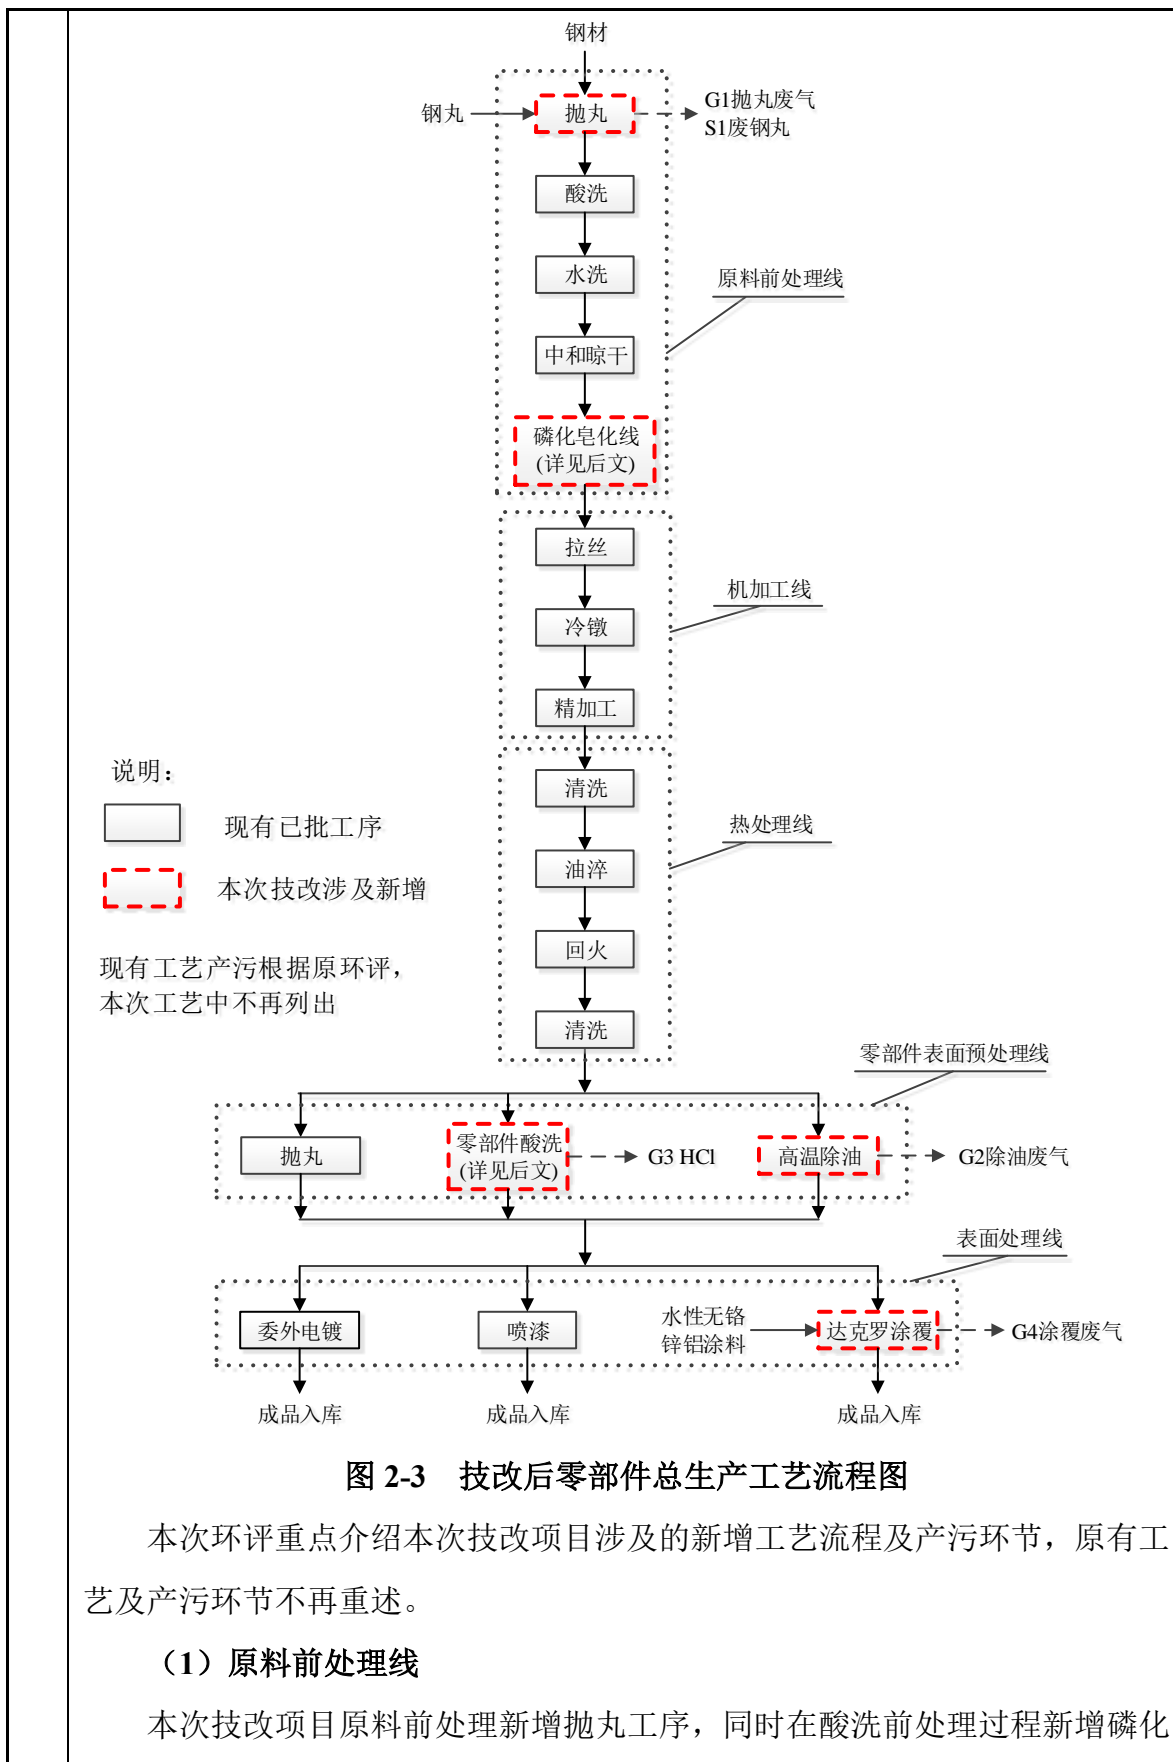 钢材
钢丸
抛丸
G1抛丸废气
S1废钢丸
酸洗
水洗
原料前处理线
中和晾干
磷化皂化线
(详见后文)
拉丝
机加工线
冷镦
精加工
说明：
清洗
现有已批工序
热处理线
油淬
本次技改涉及新增
回火
现有工艺产污根据原环评，
本次工艺中不再列出
清洗
零部件表面预处理线
抛丸
零部件酸洗
(详见后文)
G3 HCl
高温除油
G2除油废气
表面处理线
委外电镀
喷漆
水性无铬
锌铝涂料
达克罗涂覆
G4涂覆废气
成品入库
成品入库
成品入库
图 2-3 技改后零部件总生产工艺流程图
本次环评重点介绍本次技改项目涉及的新增工艺流程及产污环节，原有工
艺及产污环节不再重述。
（1）原料前处理线
本次技改项目原料前处理新增抛丸工序，同时在酸洗前处理过程新增磷化